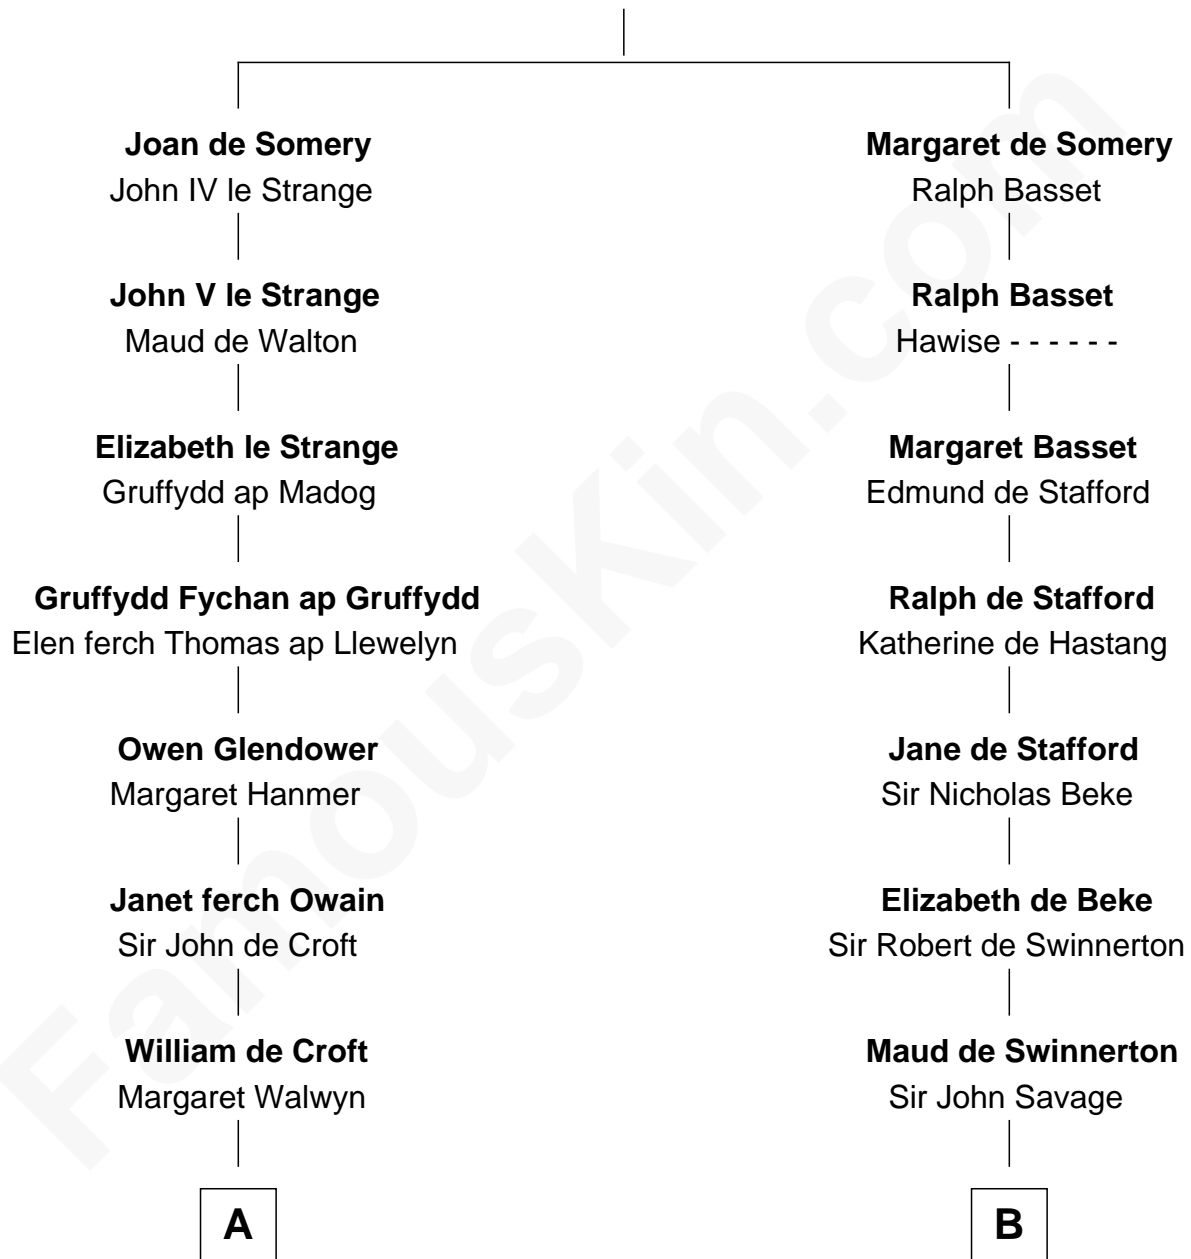 Joan de Somery
John IV le Strange
John V le Strange
Maud de Walton
Elizabeth le Strange
Gruffydd ap Madog
Gruffydd Fychan ap Gruffydd
Elen ferch Thomas ap Llewelyn
Owen Glendower
Margaret Hanmer
Janet ferch Owain
Sir John de Croft
William de Croft
Margaret Walwyn
A
Margaret de Somery
Ralph Basset
Ralph Basset
Hawise - - - - - -
Margaret Basset
Edmund de Stafford
Ralph de Stafford
Katherine de Hastang
Jane de Stafford
Sir Nicholas Beke
Elizabeth de Beke
Sir Robert de Swinnerton
Maud de Swinnerton
Sir John Savage
B
FamousKin.com